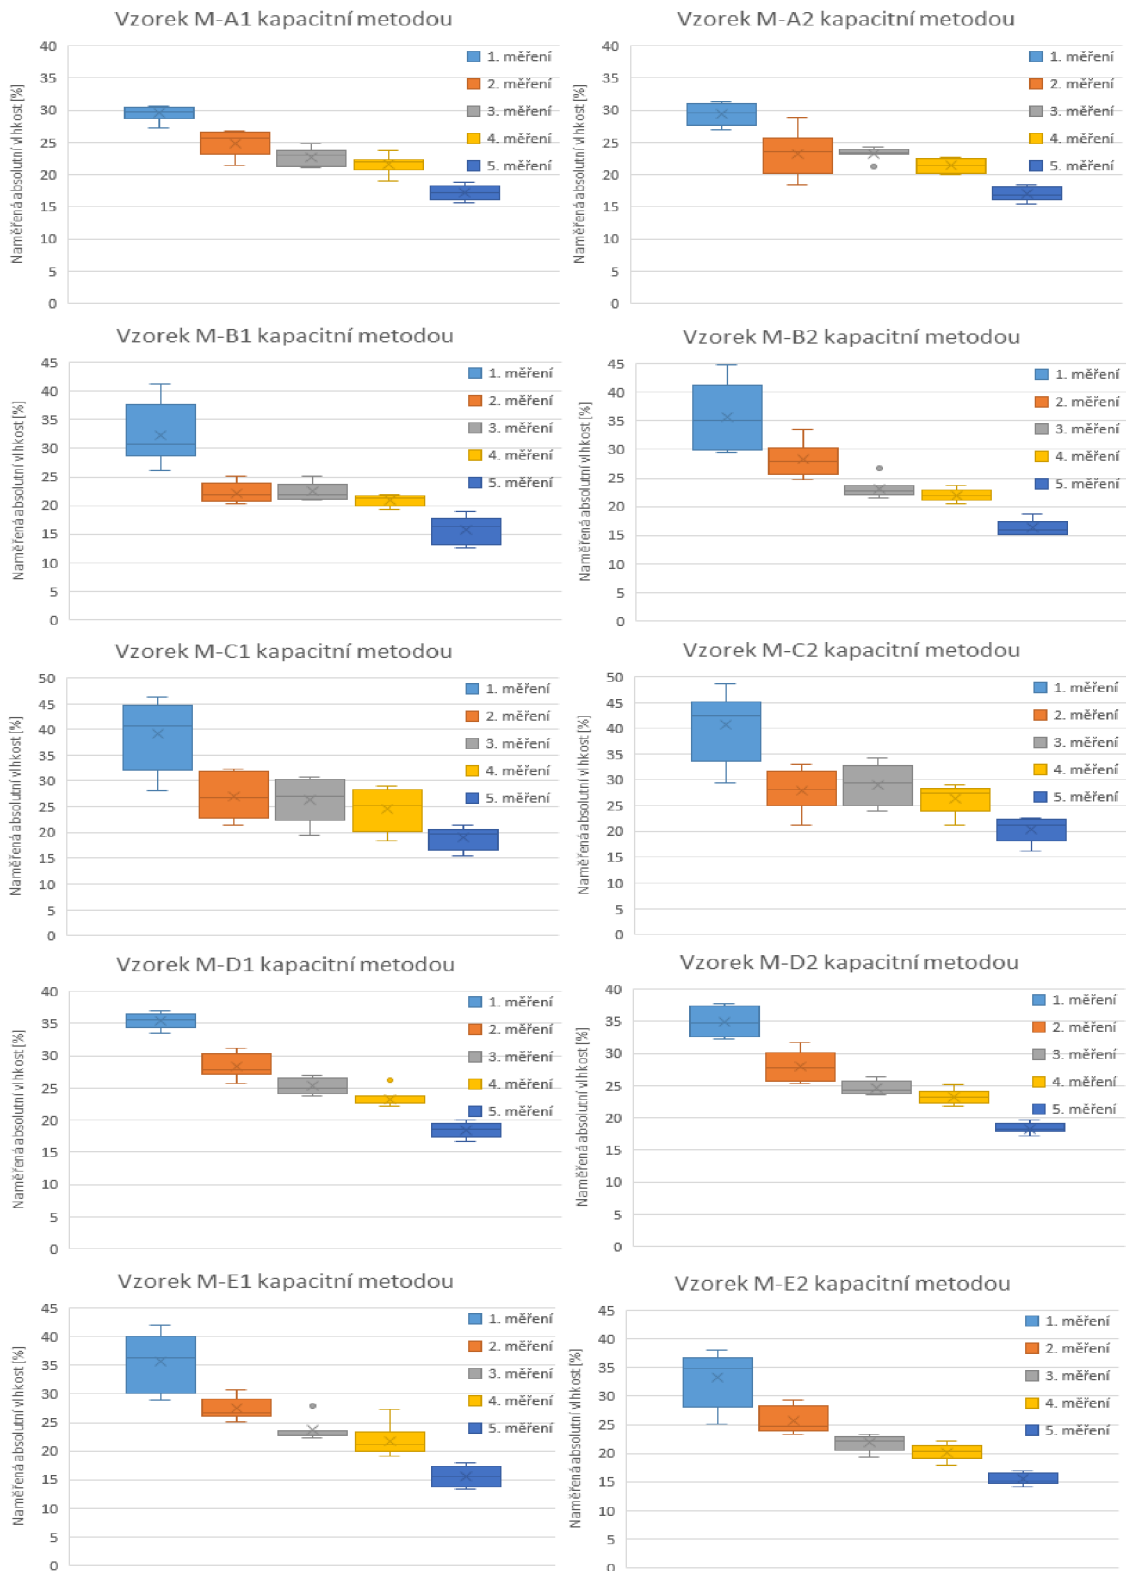 Vzorek M-A1 kapacitní metodou
Naměřená absolutní vlhkost [%]
40
35
30
25
20
15
10
5
0
1. měření
2. měření
3. měření
4. měření
5. měření
Vzorek M-A2 kapacitní metodou
Naměřená absolutní vlhkost [%]
40
35
30
25
20
15
10
5
0
1. měření
2. měření
3. měření
4. měření
5. měření
Vzorek M-B1 kapacitní metodou
Naměřená absolutní vlhkost [%]
45
40
35
30
25
20
15
10
5
0
1. měření
2. měření
3. měření
4. měření
5. měření
Vzorek M-B2 kapacitní metodou
Naměřená absolutní vlhkost [%]
45
40
35
30
25
20
15
10
5
0
1. měření
2. měření
3. měření
4. měření
5. měření
Vzorek M-C1 kapacitní metodou
Naměřená absolutní vlhkost [%]
50
45
40
35
30
25
20
15
10
5
0
1. měření
2. měření
3. měření
4. měření
5. měření
Vzorek M-C2 kapacitní metodou
Naměřená absolutní vlhkost [%]
50
45
40
35
30
25
20
15
10
5
0
1. měření
2. měření
3. měření
4. měření
5. měření
Vzorek M-D1 kapacitní metodou
Naměřená absolutní vlhkost [%]
40
35
30
25
20
15
10
5
0
1. měření
2. měření
3. měření
4. měření
5. měření
Vzorek M-D2 kapacitní metodou
Naměřená absolutní vlhkost [%]
40
35
30
25
20
15
10
5
0
1. měření
2. měření
3. měření
4. měření
5. měření
Vzorek M-E1 kapacitní metodou
Naměřená absolutní vlhkost [%]
45
40
35
30
25
20
15
10
5
0
1. měření
2. měření
3. měření
4. měření
5. měření
Vzorek M-E2 kapacitní metodou
Naměřená absolutní vlhkost [%]
45
40
35
30
25
20
15
10
5
0
1. měření
2. měření
3. měření
4. měření
5. měření